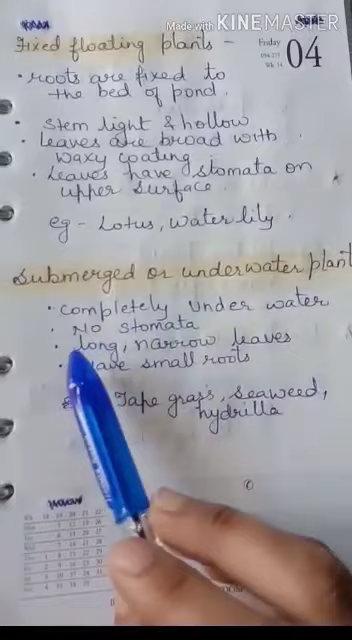 Made with KINEMASTER
Friday
04
Wk 14
Fixed floating plants -
• roots are fixed to
the bed of pond.
• Stem light & hollow
• Leaves are broad with
waxy coating
• Leaves have stomata on
upper surface.
eg - Lotus, Water lily.
Submerged or underwater plant
• completely under water
• No stomata
• long, narrow leaves
• have small roots
Tape grass, seaweed,
hydrilla